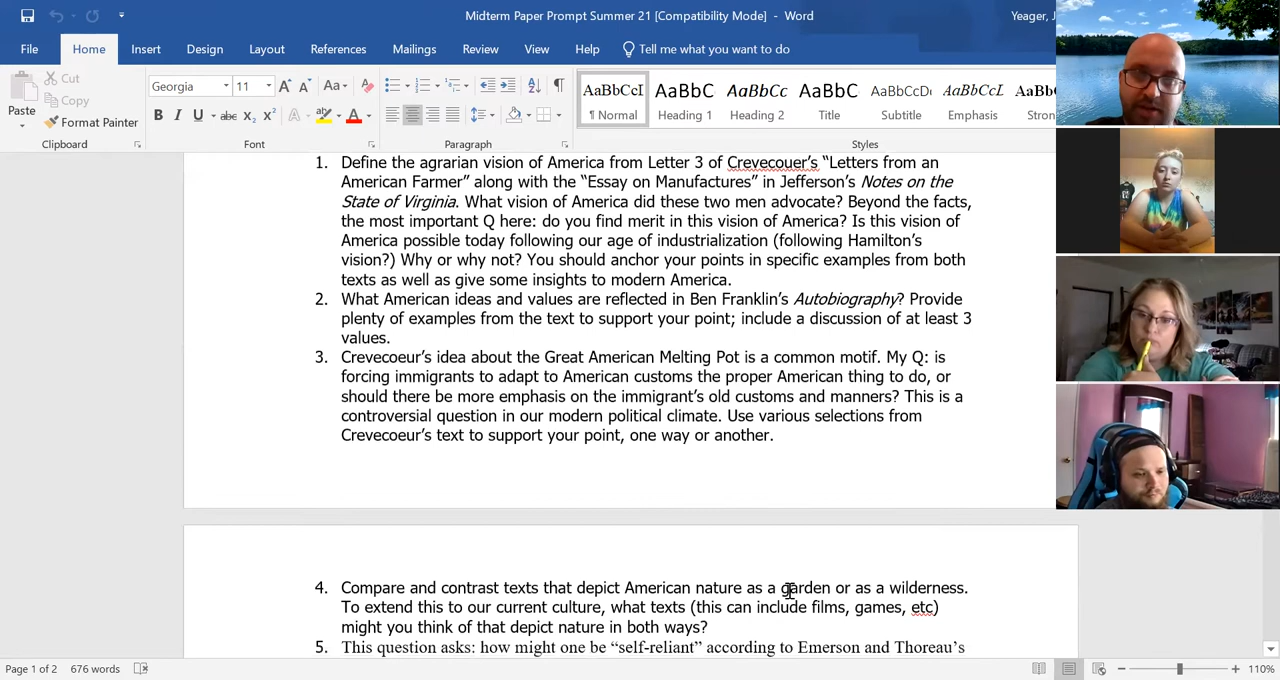 Midterm Paper Prompt Summer 21 [Compatibility Mode] - Word
Yeager, J
File Home Insert Design Layout References Mailings Review View Help Tell me what you want to do
Paste
Cut
Copy
Format Painter
Georgia 11
AaBbCcI AaBbC AaBbCc AaBbC AaBbCcD AaBbCcL AaBb
¶ Normal Heading 1 Heading 2 Title Subtitle Emphasis Stron
Clipboard Font Paragraph Styles
1. Define the agrarian vision of America from Letter 3 of Crevecouer’s “Letters from an
American Farmer” along with the “Essay on Manufactures” in Jefferson’s Notes on the
State of Virginia. What vision of America did these two men advocate? Beyond the facts,
the most important Q here: do you find merit in this vision of America? Is this vision of
America possible today following our age of industrialization (following Hamilton’s
vision?) Why or why not? You should anchor your points in specific examples from both
texts as well as give some insights to modern America.
2. What American ideas and values are reflected in Ben Franklin’s Autobiography? Provide
plenty of examples from the text to support your point; include a discussion of at least 3
values.
3. Crevecoeur’s idea about the Great American Melting Pot is a common motif. My Q: is
forcing immigrants to adapt to American customs the proper American thing to do, or
should there be more emphasis on the immigrant’s old customs and manners? This is a
controversial question in our modern political climate. Use various selections from
Crevecoeur’s text to support your point, one way or another.
4. Compare and contrast texts that depict American nature as a garden or as a wilderness.
To extend this to our current culture, what texts (this can include films, games, etc)
might you think of that depict nature in both ways?
5. This question asks: how might one be “self-reliant” according to Emerson and Thoreau’s
Page 1 of 2 676 words 110%